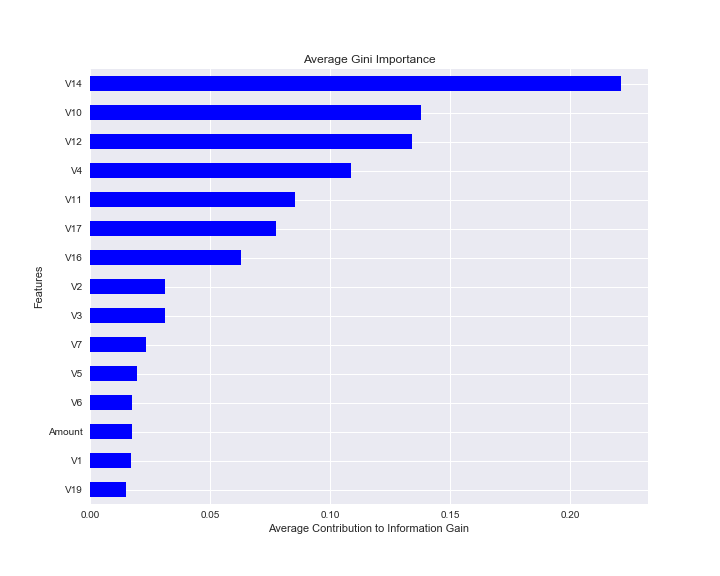 Average Gini Importance
V14
V10
V12
V4
V11
V17
V16
V2
V3
V7
V5
V6
Amount
V1
V19
Features
0.00 0.05 0.10 0.15 0.20
Average Contribution to Information Gain